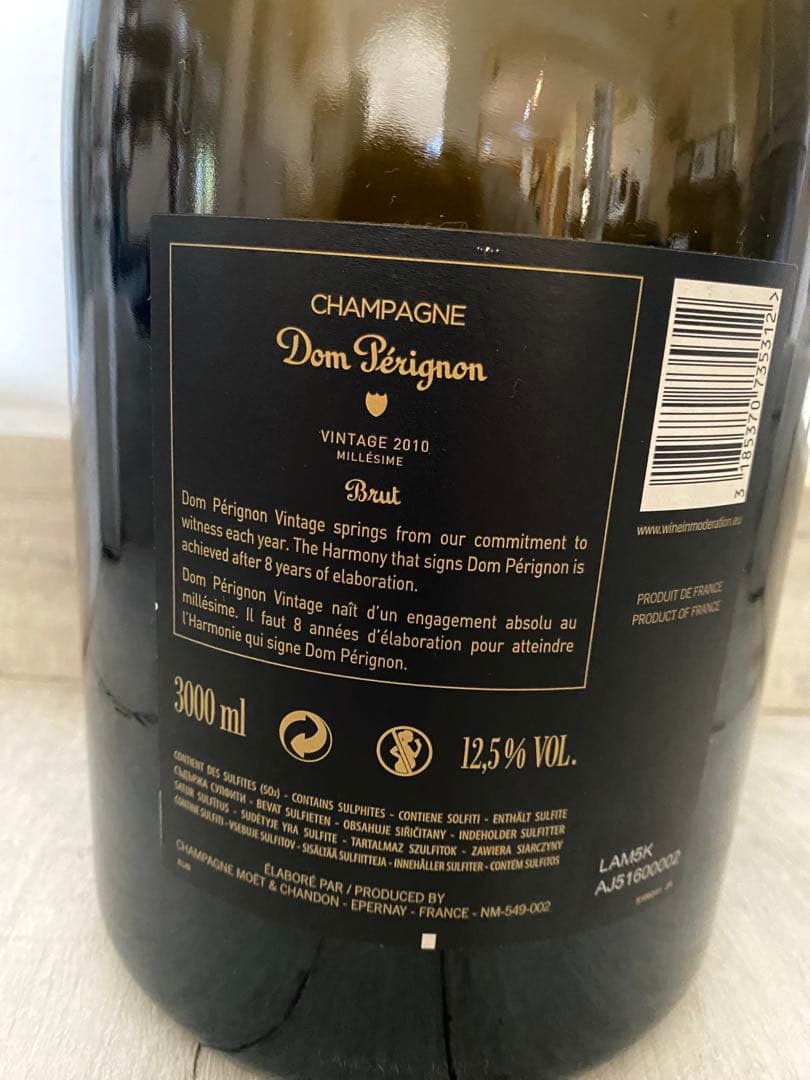 CHAMPAGNE
Dom Pérignon
VINTAGE 2010
MILLÉSIME
Brut
Dom Pérignon Vintage springs from our commitment to
witness each year. The Harmony that signs Dom Pérignon is
achieved after 8 years of elaboration.
Dom Pérignon Vintage naît d'un engagement absolu au
millésime. Il faut 8 années d'élaboration pour atteindre
l'Harmonie qui signe Dom Pérignon.
3000 ml
12,5% VOL.
CONTIENT DES SULFITES (SO2) - CONTAINS SULPHITES - CONTIENE SOLFITI - ENTHÄLT SULFITE
СЪДЪРЖА СУЛФИТИ - BEVAT SULFIETEN - OBSAHUJE SIŘIČITANY - INDEHOLDER SULFITTER
SATUR SULFITUS - SUDĖTYJE YRA SULFITE - TARTALMAZ SZULFITOK - ZAWIERA SIARCZYNY
CONTINE SULFITI - VSEBUJE SULFITOV - SISÄLTÄÄ SULFIITTEJA - INNEHÅLLER SULFITER - CONTÉM SULFITOS
ÉLABORÉ PAR / PRODUCED BY
CHAMPAGNE MOËT & CHANDON - EPERNAY - FRANCE - NM-549-002
3 185370 735312 >
www.wineinmoderation.eu
PRODUIT DE FRANCE
PRODUCT OF FRANCE
LAM5K
AJ51600002